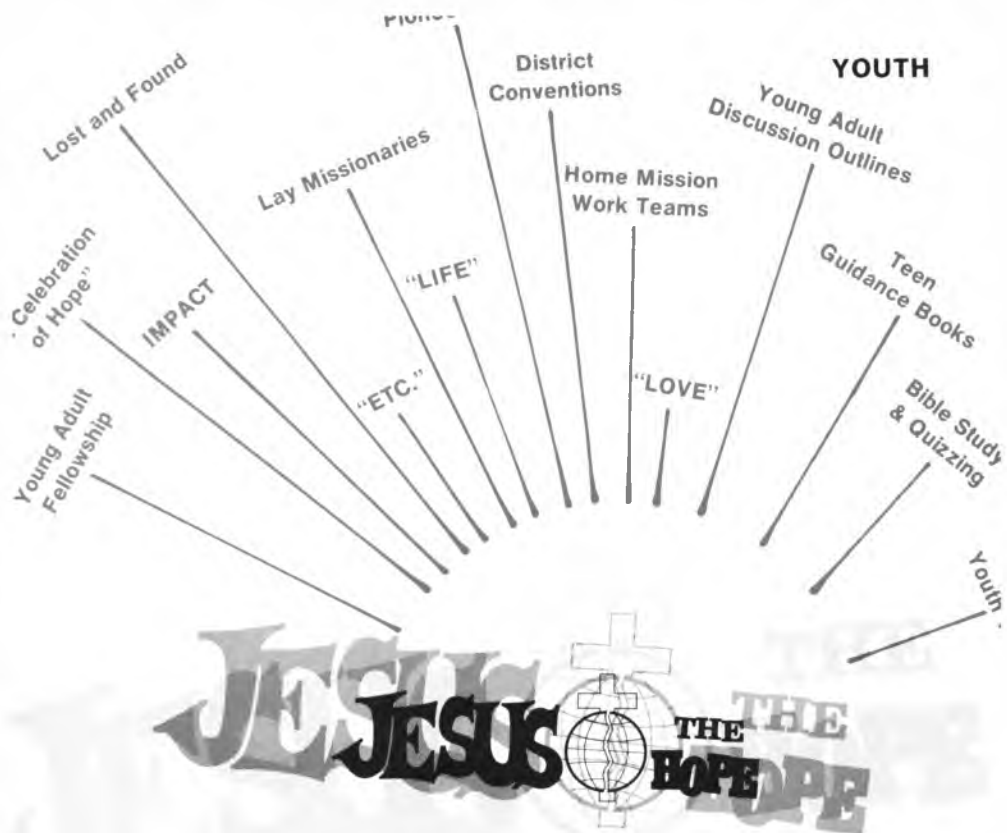 YOUTH
Young Adult
Fellowship
Celebration
of Hope"
IMPACT
Lost and Found
"ETC."
Lay Missionaries
"LIFE"
District
Conventions
Home Mission
Work Teams
"LOVE"
Young Adult
Discussion Outlines
Teen
Guidance Books
Bible Study
& Quizzing
Youth
JESUS THE
HOPE
JESUS THE
HOPE